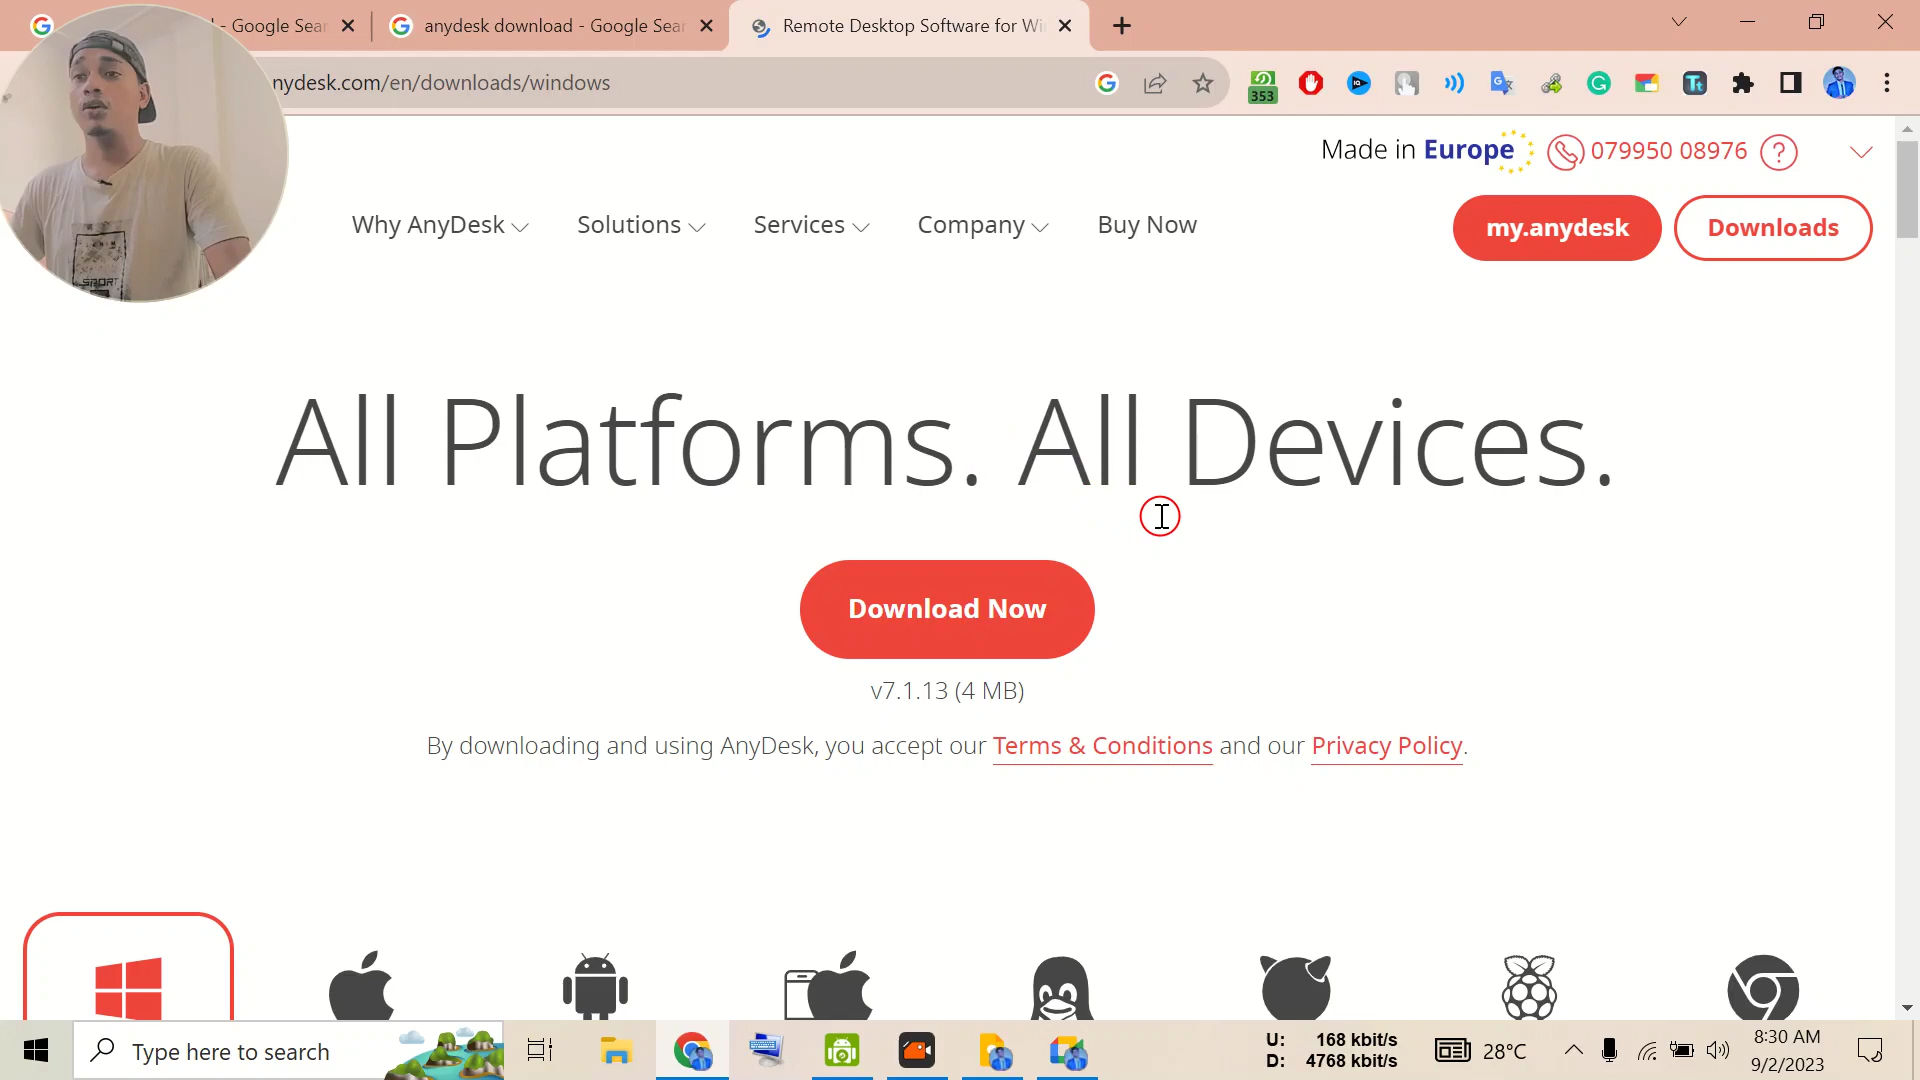 - Google Sear
anydesk download - Google Sear
Remote Desktop Software for Wi
nydesk.com/en/downloads/windows
353
Made in Europe
079950 08976
?
Why AnyDesk
Solutions
Services
Company
Buy Now
my.anydesk
Downloads
SPORT
All Platforms. All Devices.
Download Now
v7.1.13 (4 MB)
By downloading and using AnyDesk, you accept our Terms & Conditions and our Privacy Policy.
Type here to search
U: 168 kbit/s
D: 4768 kbit/s
28°C
8:30 AM
9/2/2023